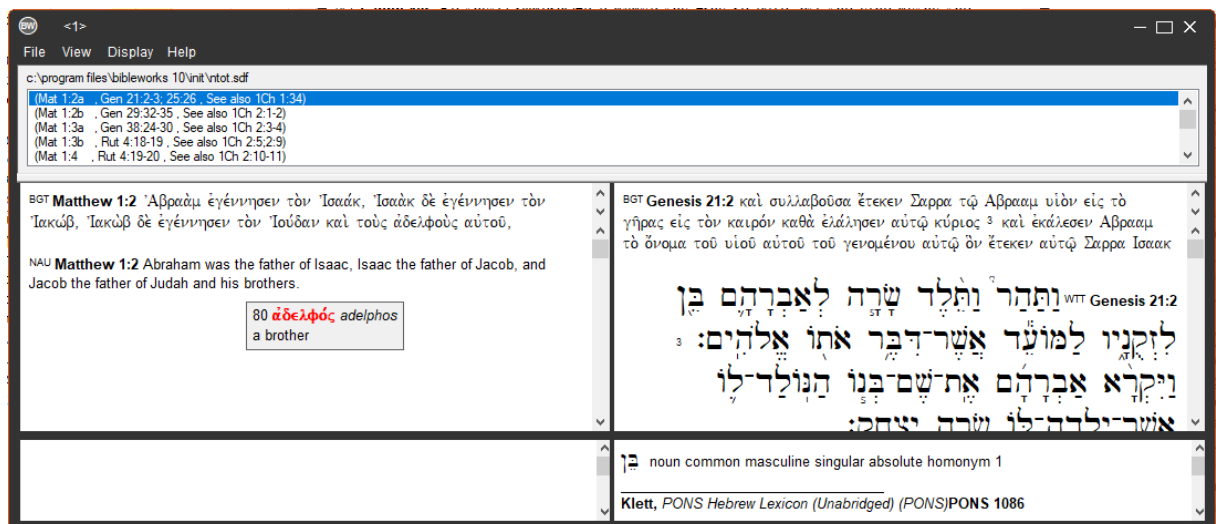 BW <1>
File View Display Help
c:\program files\bibleworks 10\init\ntot.sdf
(Mat 1:2a , Gen 21:2-3; 25:26 , See also 1Ch 1:34)
(Mat 1:2b , Gen 29:32-35 , See also 1Ch 2:1-2)
(Mat 1:3a , Gen 38:24-30 , See also 1Ch 2:3-4)
(Mat 1:3b , Rut 4:18-19 , See also 1Ch 2:5;2:9)
(Mat 1:4 , Rut 4:19-20 , See also 1Ch 2:10-11)
BGT Matthew 1:2 Ἀβραὰμ ἐγέννησεν τὸν Ἰσαάκ, Ἰσαὰκ δὲ ἐγέννησεν τὸν
Ἰακώβ, Ἰακὼβ δὲ ἐγέννησεν τὸν Ἰούδαν καὶ τοὺς ἀδελφοὺς αὐτοῦ,
NAU Matthew 1:2 Abraham was the father of Isaac, Isaac the father of Jacob, and
Jacob the father of Judah and his brothers.
80 ἀδελφός adelphos
a brother
BGT Genesis 21:2 καὶ συλλαβοῦσα ἔτεκεν Σαρρα τῷ Αβρααμ υἱὸν εἰς τὸ
γῆρας εἰς τὸν καιρόν καθὰ ἐλάλησεν αὐτῷ κύριος 3 καὶ ἐκάλεσεν Αβρααμ
τὸ ὄνομα τοῦ υἱοῦ αὐτοῦ τοῦ γενομένου αὐτῷ ὃν ἔτεκεν αὐτῷ Σαρρα Ισαακ
WTT Genesis 21:2 וַתַּהַר֩ וַתֵּ֨לֶד שָׂרָ֧ה לְאַבְרָהָ֛ם בֵּ֖ן
לִזְקֻנָ֑יו לַמּוֹעֵ֕ד אֲשֶׁר־דִּבֶּ֥ר אֹת֖וֹ אֱלֹהִֽים׃ 3
וַיִּקְרָ֨א אַבְרָהָ֜ם אֶֽת־שֶׁם־בְּנ֧וֹ הַנּֽוֹלַד־ל֛וֹ
אֲשֶׁר־יָלְדָה־לּ֥וֹ שָׂרָ֖ה יִצְחָֽק׃
בֵּן noun common masculine singular absolute homonym 1
Klett, PONS Hebrew Lexicon (Unabridged) (PONS)PONS 1086